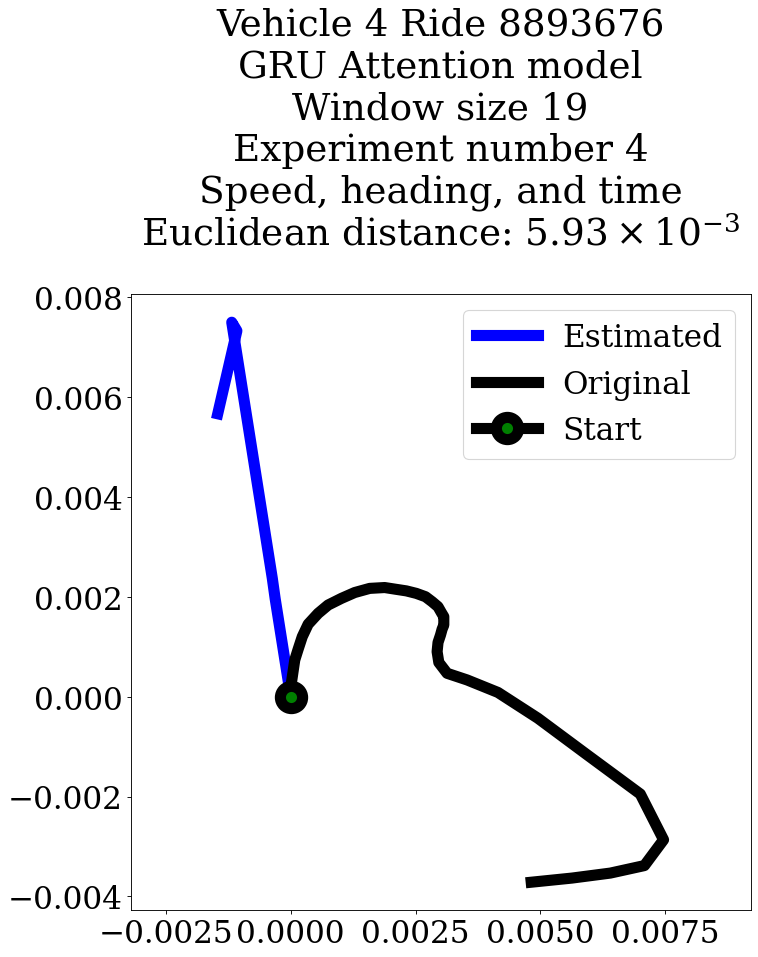 Vehicle 4 Ride 8893676
GRU Attention model
Window size 19
Experiment number 4
Speed, heading, and time
Euclidean distance: 5.93 × 10⁻³
0.008
Estimated
0.006
Original
Start
0.004
0.002
0.000
−0.002
−0.004
−0.0025 0.0000 0.0025 0.0050 0.0075